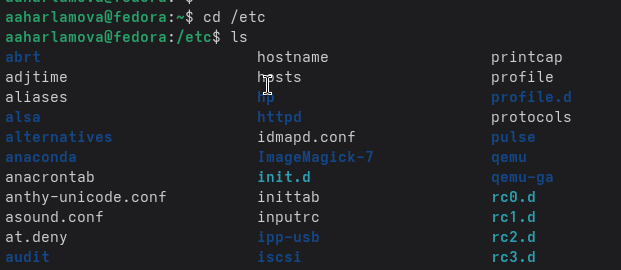 aaharlamova@fedora:~$ cd /etc
aaharlamova@fedora:/etc$ ls
abrt hostname printcap
adjtime hosts profile
aliases hp profile.d
alsa httpd protocols
alternatives idmapd.conf pulse
anaconda ImageMagick-7 qemu
anacrontab init.d qemu-ga
anthy-unicode.conf inittab rc0.d
asound.conf inputrc rc1.d
at.deny ipp-usb rc2.d
audit iscsi rc3.d